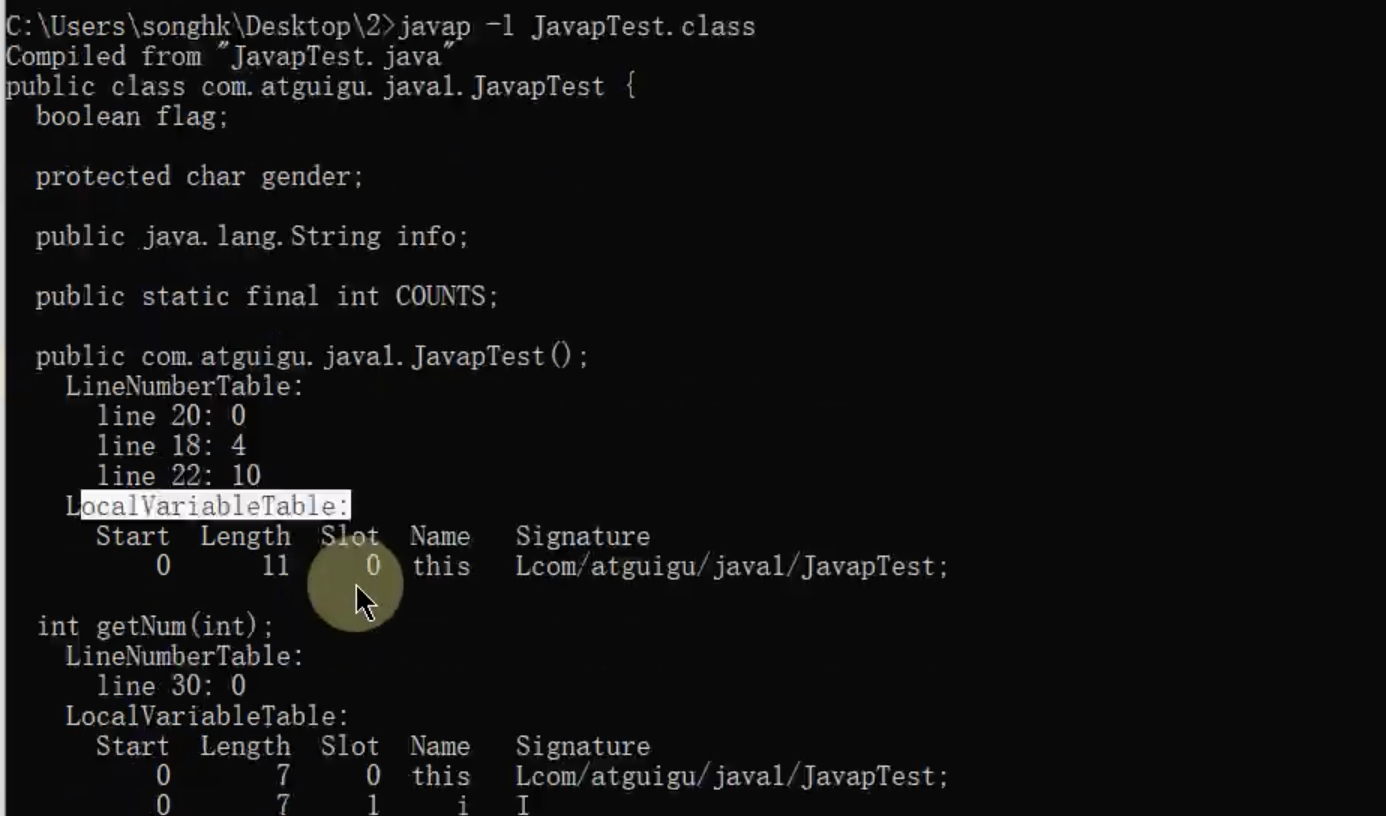 C:\Users\songhk\Desktop\2>javap -l JavapTest.class
Compiled from "JavapTest.java"
public class com.atguigu.java1.JavapTest {
boolean flag;
protected char gender;
public java.lang.String info;
public static final int COUNTS;
public com.atguigu.java1.JavapTest();
LineNumberTable:
line 20: 0
line 18: 4
line 22: 10
LocalVariableTable:
Start Length Slot Name Signature
0 11 0 this Lcom/atguigu/java1/JavapTest;
int getNum(int);
LineNumberTable:
line 30: 0
LocalVariableTable:
Start Length Slot Name Signature
0 7 0 this Lcom/atguigu/java1/JavapTest;
0 7 1 i I